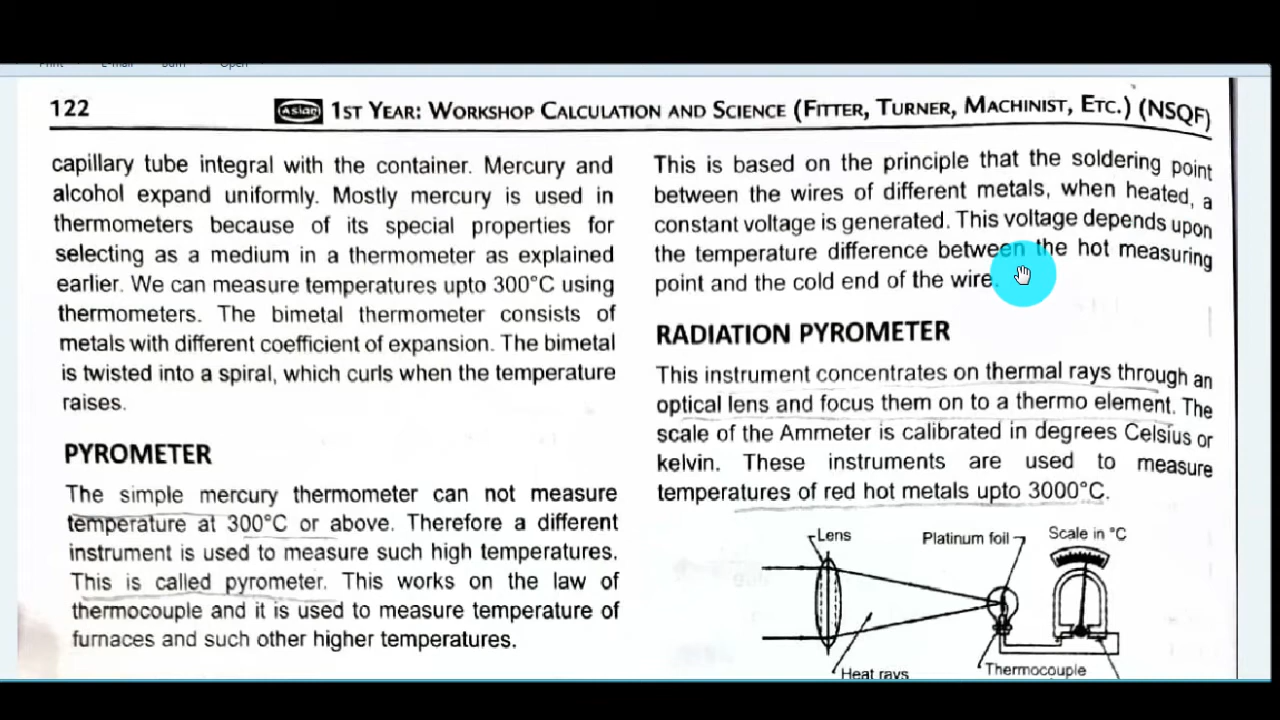 122
Asian 1ST YEAR: WORKSHOP CALCULATION AND SCIENCE (FITTER, TURNER, MACHINIST, ETC.) (NSQF)
capillary tube integral with the container. Mercury and
alcohol expand uniformly. Mostly mercury is used in
thermometers because of its special properties for
selecting as a medium in a thermometer as explained
earlier. We can measure temperatures upto 300°C using
thermometers. The bimetal thermometer consists of
metals with different coefficient of expansion. The bimetal
is twisted into a spiral, which curls when the temperature
raises.
PYROMETER
The simple mercury thermometer can not measure
temperature at 300°C or above. Therefore a different
instrument is used to measure such high temperatures.
This is called pyrometer. This works on the law of
thermocouple and it is used to measure temperature of
furnaces and such other higher temperatures.
This is based on the principle that the soldering point
between the wires of different metals, when heated, a
constant voltage is generated. This voltage depends upon
the temperature difference between the hot measuring
point and the cold end of the wire.
RADIATION PYROMETER
This instrument concentrates on thermal rays through an
optical lens and focus them on to a thermo element. The
scale of the Ammeter is calibrated in degrees Celsius or
kelvin. These instruments are used to measure
temperatures of red hot metals upto 3000°C.
Lens
Platinum foil
Scale in °C
Heat rays
Thermocouple